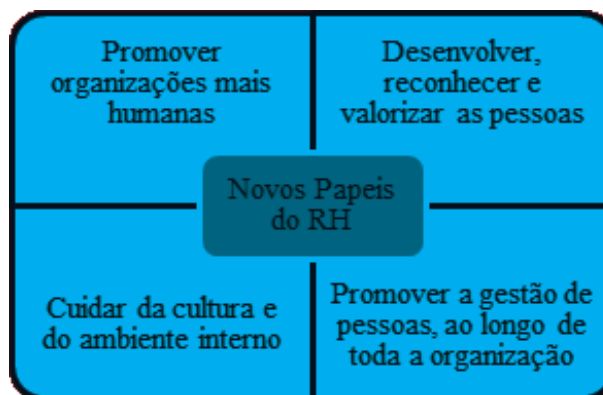 Promover
organizações mais
humanas
Desenvolver,
reconhecer e
valorizar as pessoas
Novos Papeis
do RH
Cuidar da cultura e
do ambiente interno
Promover a gestão de
pessoas, ao longo de
toda a organização